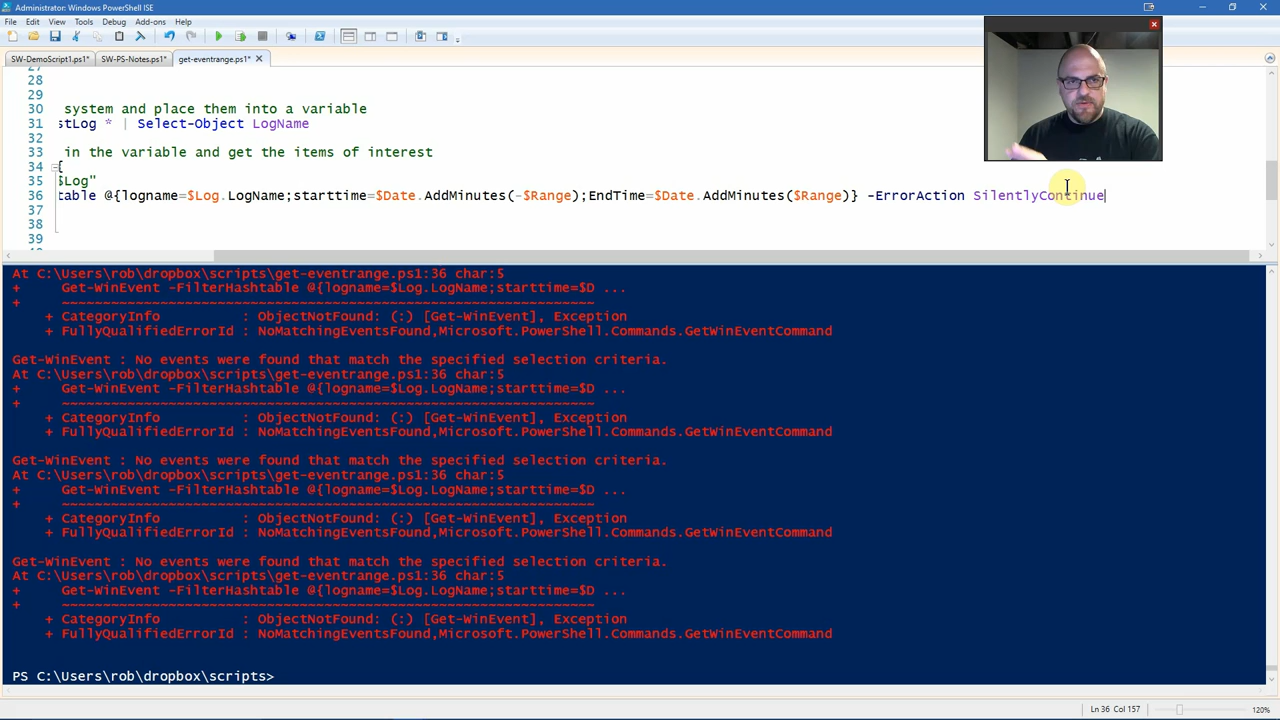 Administrator: Windows PowerShell ISE
File Edit View Tools Debug Add-ons Help
SW-DemoScript1.ps1* SW-PS-Notes.ps1* get-eventrange.ps1*
27
28
29
30 system and place them into a variable
31 stLog * | Select-Object LogName
32
33 in the variable and get the items of interest
34 {
35 $Log"
36 table @{logname=$Log.LogName;starttime=$Date.AddMinutes(-$Range);EndTime=$Date.AddMinutes($Range)} -ErrorAction SilentlyContinue
37
38
39
At C:\Users\rob\dropbox\scripts\get-eventrange.ps1:36 char:5
+     Get-WinEvent -FilterHashtable @{logname=$Log.LogName;starttime=$D ...
+     ~~~~~~~~~~~~~~~~~~~~~~~~~~~~~~~~~~~~~~~~~~~~~~~~~~~~~~~~~~~~~~~~~
    + CategoryInfo          : ObjectNotFound: (:) [Get-WinEvent], Exception
    + FullyQualifiedErrorId : NoMatchingEventsFound,Microsoft.PowerShell.Commands.GetWinEventCommand
Get-WinEvent : No events were found that match the specified selection criteria.
At C:\Users\rob\dropbox\scripts\get-eventrange.ps1:36 char:5
+     Get-WinEvent -FilterHashtable @{logname=$Log.LogName;starttime=$D ...
+     ~~~~~~~~~~~~~~~~~~~~~~~~~~~~~~~~~~~~~~~~~~~~~~~~~~~~~~~~~~~~~~~~~
    + CategoryInfo          : ObjectNotFound: (:) [Get-WinEvent], Exception
    + FullyQualifiedErrorId : NoMatchingEventsFound,Microsoft.PowerShell.Commands.GetWinEventCommand
Get-WinEvent : No events were found that match the specified selection criteria.
At C:\Users\rob\dropbox\scripts\get-eventrange.ps1:36 char:5
+     Get-WinEvent -FilterHashtable @{logname=$Log.LogName;starttime=$D ...
+     ~~~~~~~~~~~~~~~~~~~~~~~~~~~~~~~~~~~~~~~~~~~~~~~~~~~~~~~~~~~~~~~~~
    + CategoryInfo          : ObjectNotFound: (:) [Get-WinEvent], Exception
    + FullyQualifiedErrorId : NoMatchingEventsFound,Microsoft.PowerShell.Commands.GetWinEventCommand
Get-WinEvent : No events were found that match the specified selection criteria.
At C:\Users\rob\dropbox\scripts\get-eventrange.ps1:36 char:5
+     Get-WinEvent -FilterHashtable @{logname=$Log.LogName;starttime=$D ...
+     ~~~~~~~~~~~~~~~~~~~~~~~~~~~~~~~~~~~~~~~~~~~~~~~~~~~~~~~~~~~~~~~~~
    + CategoryInfo          : ObjectNotFound: (:) [Get-WinEvent], Exception
    + FullyQualifiedErrorId : NoMatchingEventsFound,Microsoft.PowerShell.Commands.GetWinEventCommand
PS C:\Users\rob\dropbox\scripts>
Ln 36 Col 157 120%